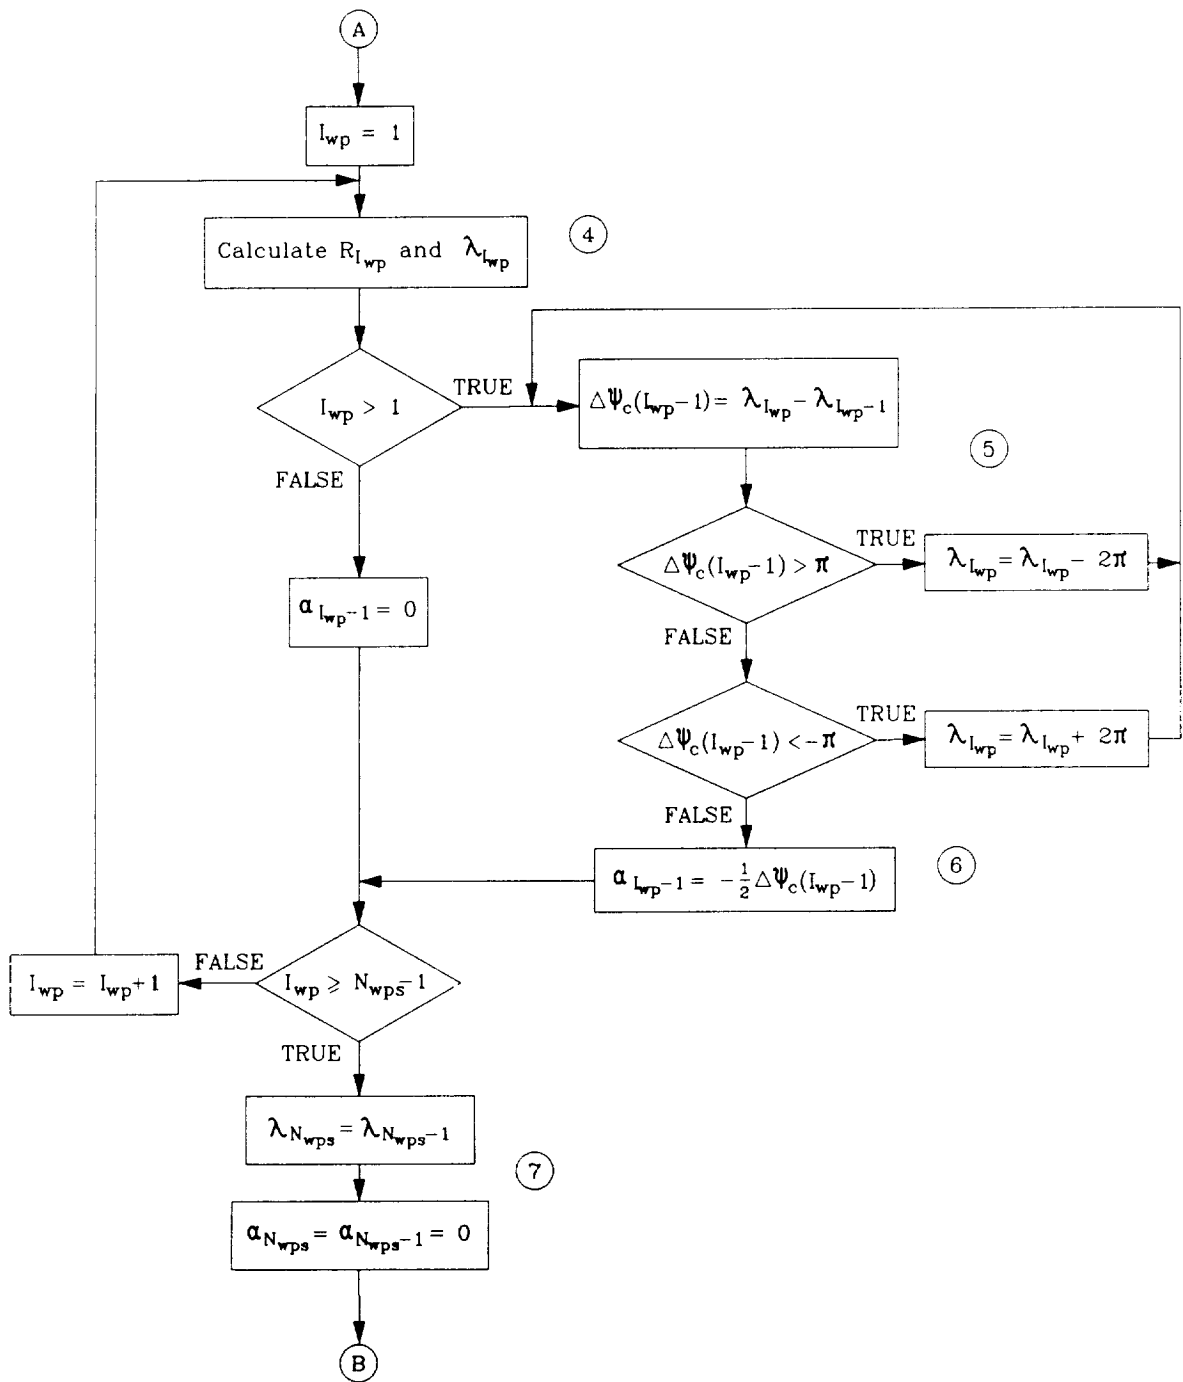 A
I_wp = 1
Calculate R_I_wp and λ_I_wp
4
I_wp > 1
TRUE
FALSE
ΔΨ_c(I_wp-1) = λ_I_wp - λ_I_wp-1
5
ΔΨ_c(I_wp-1) > π
TRUE
FALSE
λ_I_wp = λ_I_wp - 2π
α_I_wp-1 = 0
ΔΨ_c(I_wp-1) < -π
TRUE
FALSE
λ_I_wp = λ_I_wp + 2π
α_I_wp-1 = -1/2 ΔΨ_c(I_wp-1)
6
I_wp ⩾ N_wps-1
FALSE
TRUE
I_wp = I_wp+1
λ_N_wps = λ_N_wps-1
7
α_N_wps = α_N_wps-1 = 0
B